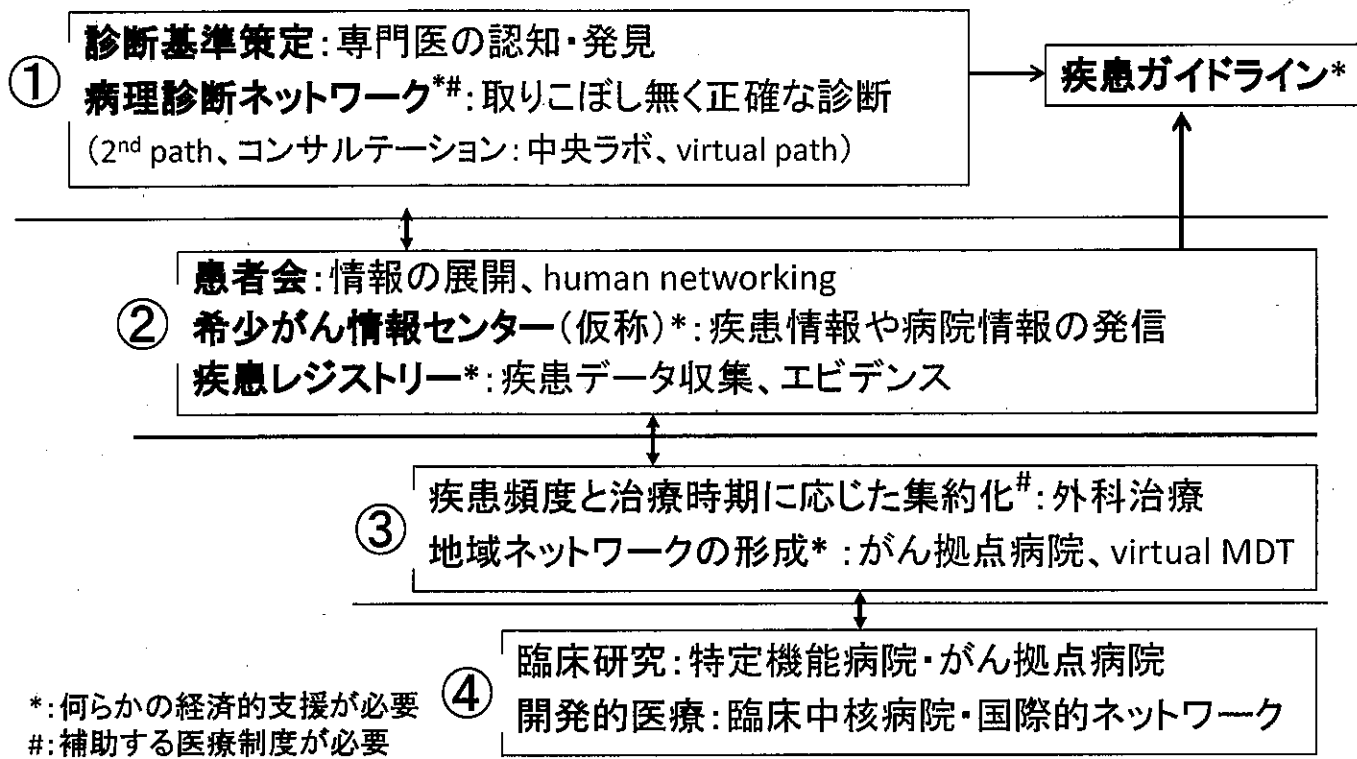 ①
診断基準策定:専門医の認知・発見
病理診断ネットワーク*#:取りこぼし無く正確な診断
(2nd path、コンサルテーション:中央ラボ、virtual path)
疾患ガイドライン*
②
患者会:情報の展開、human networking
希少がん情報センター(仮称)*:疾患情報や病院情報の発信
疾患レジストリー*:疾患データ収集、エビデンス
③
疾患頻度と治療時期に応じた集約化#:外科治療
地域ネットワークの形成*:がん拠点病院、virtual MDT
④
臨床研究:特定機能病院・がん拠点病院
開発的医療:臨床中核病院・国際的ネットワーク
*:何らかの経済的支援が必要
#:補助する医療制度が必要